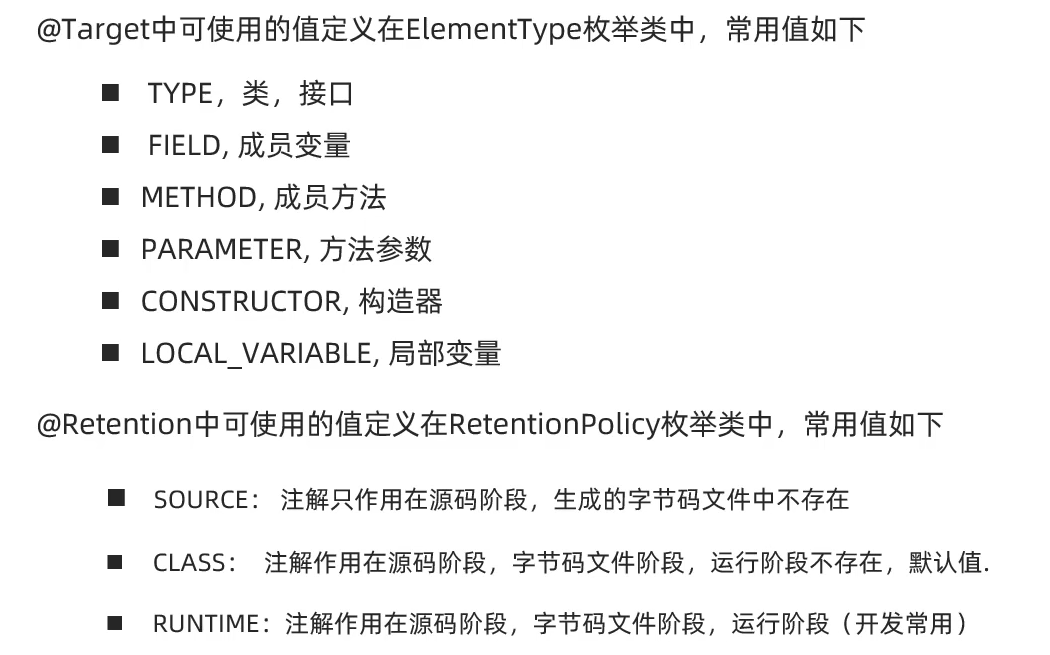 @Target中可使用的值定义在ElementType枚举类中，常用值如下
■ TYPE，类，接口
■ FIELD, 成员变量
■ METHOD, 成员方法
■ PARAMETER, 方法参数
■ CONSTRUCTOR, 构造器
■ LOCAL_VARIABLE, 局部变量
@Retention中可使用的值定义在RetentionPolicy枚举类中，常用值如下
■ SOURCE： 注解只作用在源码阶段，生成的字节码文件中不存在
■ CLASS： 注解作用在源码阶段，字节码文件阶段，运行阶段不存在，默认值.
■ RUNTIME：注解作用在源码阶段，字节码文件阶段，运行阶段（开发常用）